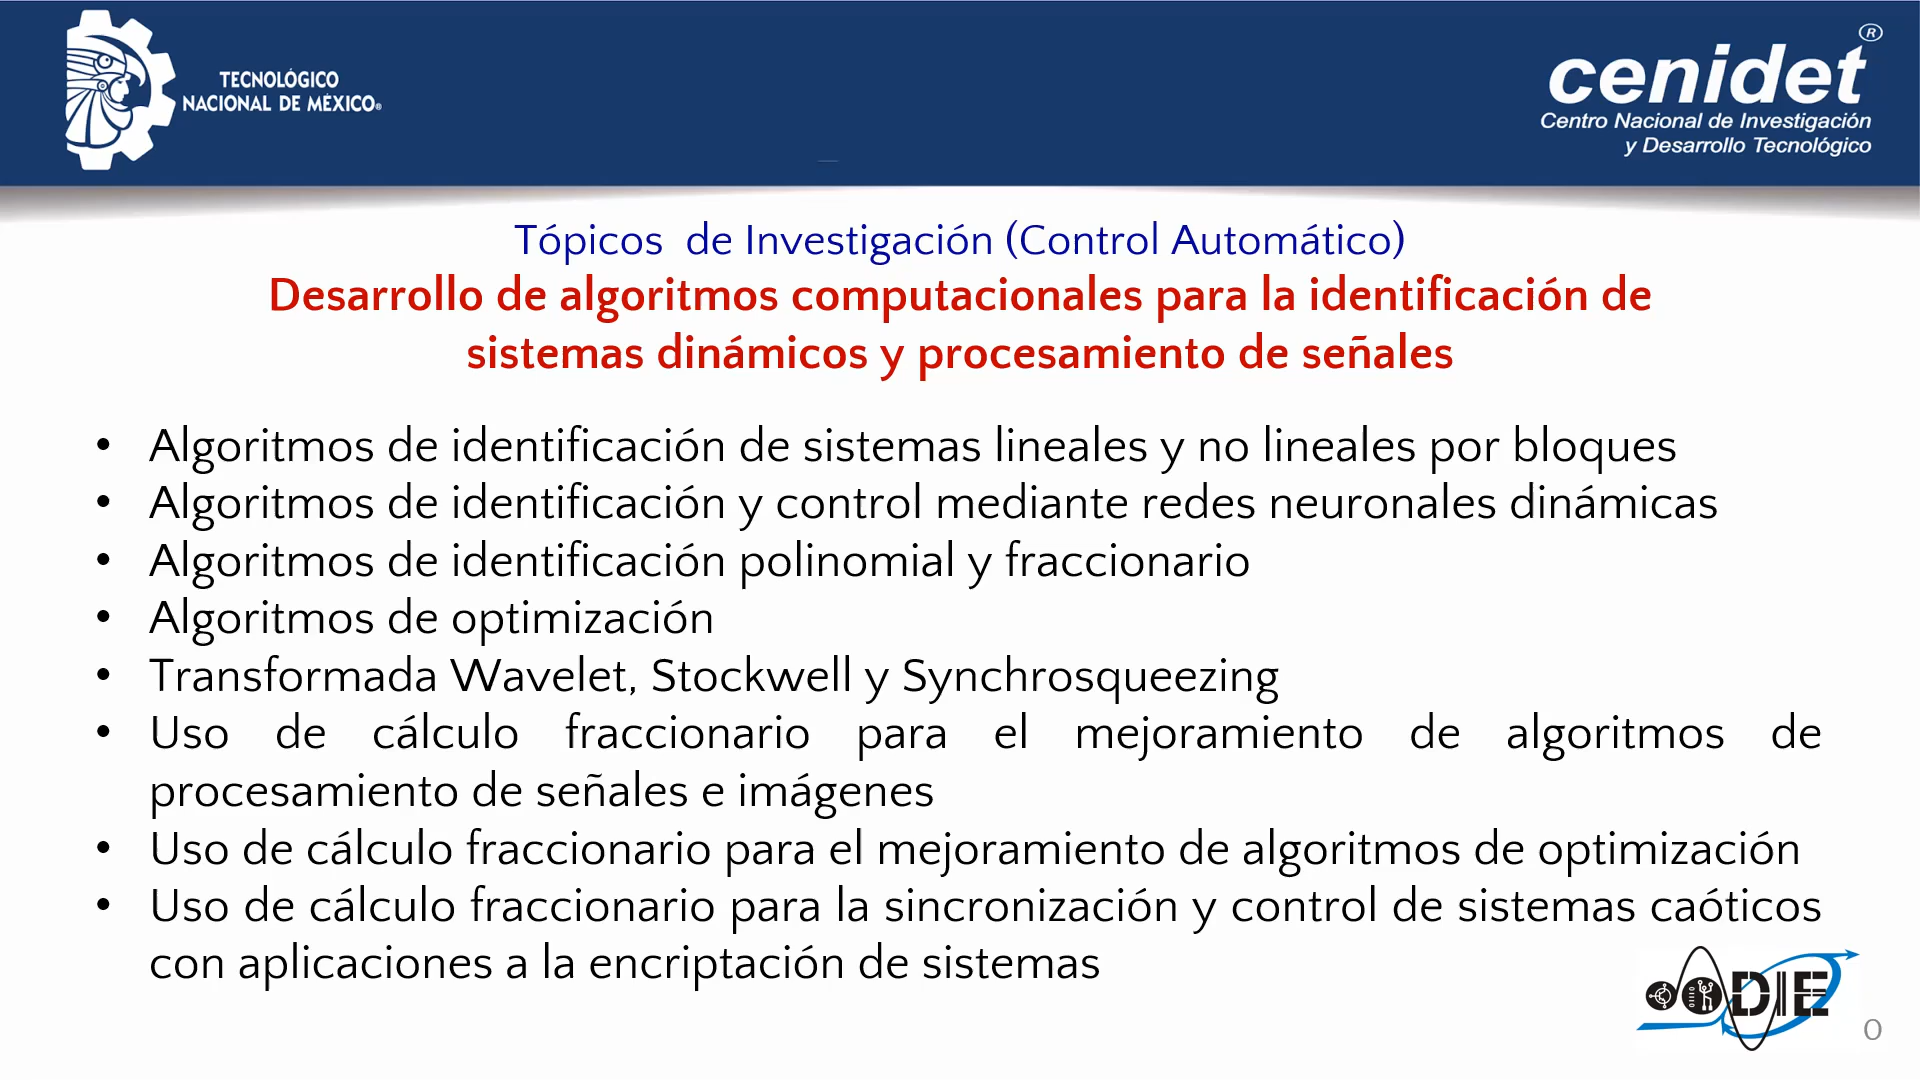 TECNOLÓGICO
NACIONAL DE MÉXICO®
cenidet®
Centro Nacional de Investigación
y Desarrollo Tecnológico
Tópicos de Investigación (Control Automático)
Desarrollo de algoritmos computacionales para la identificación de
sistemas dinámicos y procesamiento de señales
• Algoritmos de identificación de sistemas lineales y no lineales por bloques
• Algoritmos de identificación y control mediante redes neuronales dinámicas
• Algoritmos de identificación polinomial y fraccionario
• Algoritmos de optimización
• Transformada Wavelet, Stockwell y Synchrosqueezing
• Uso de cálculo fraccionario para el mejoramiento de algoritmos de
procesamiento de señales e imágenes
• Uso de cálculo fraccionario para el mejoramiento de algoritmos de optimización
• Uso de cálculo fraccionario para la sincronización y control de sistemas caóticos
con aplicaciones a la encriptación de sistemas
DIE
0